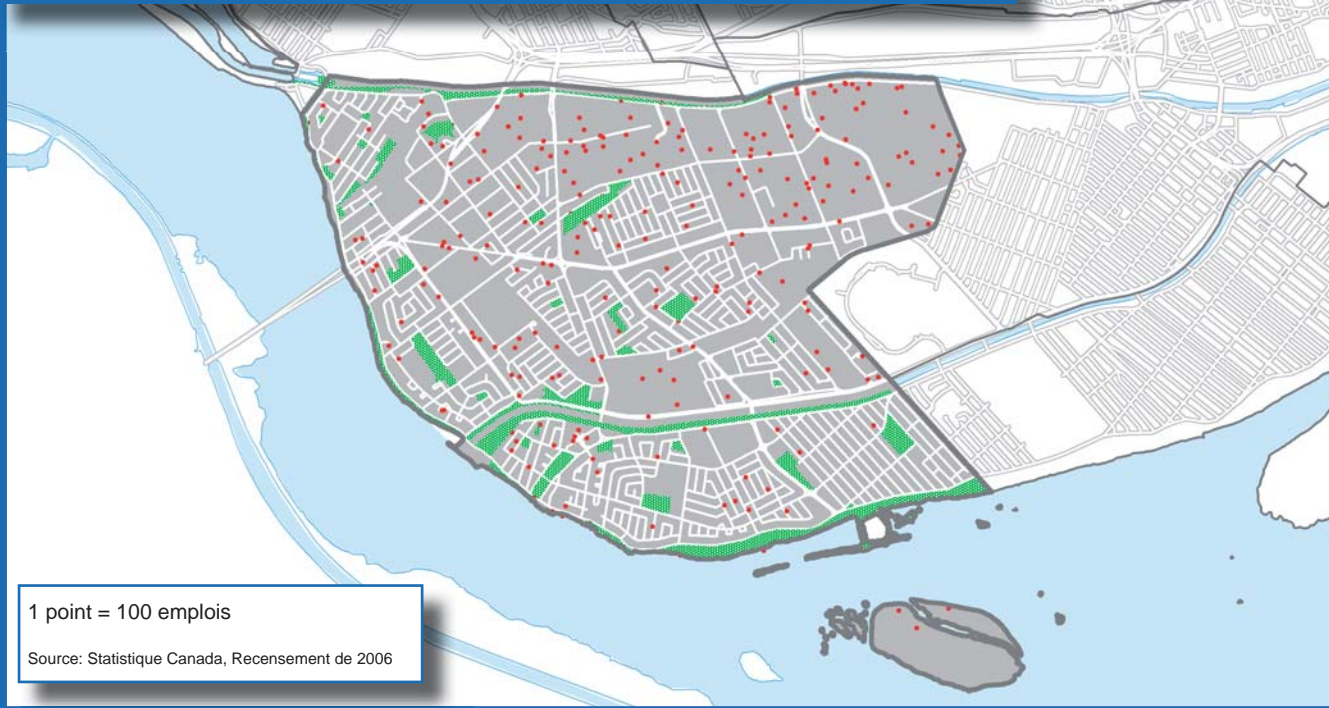 1 point = 100 emplois
Source: Statistique Canada, Recensement de 2006